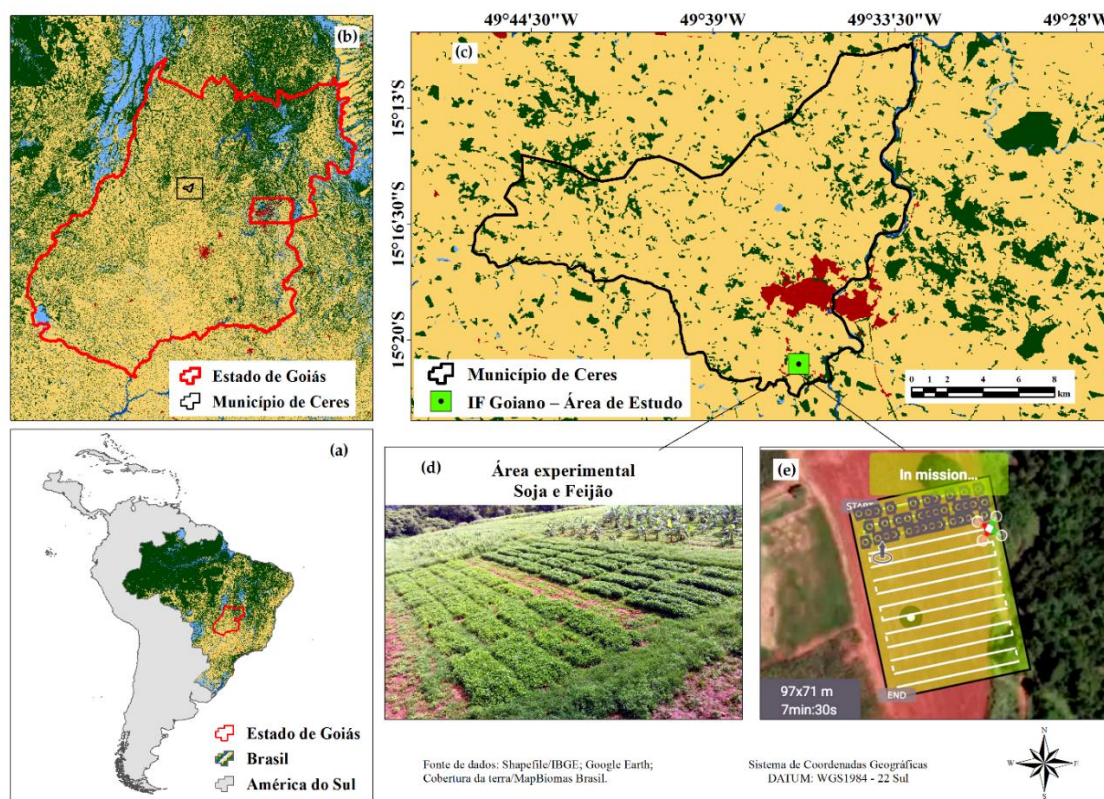 (b)
Estado de Goiás
Município de Ceres
49°44'30"W
49°39'W
49°33'30"W
49°28"W
(c)
15°13'S
15°16'30''S
15°20'S
Município de Ceres
IF Goiano – Área de Estudo
0 1 2 4 6 8
km
(a)
Estado de Goiás
Brasil
América do Sul
(d)
Área experimental
Soja e Feijão
(e)
In mission...
START
97x71 m
7min:30s
END
Fonte de dados: Shapefile/IBGE; Google Earth;
Cobertura da terra/MapBiomas Brasil.
Sistema de Coordenadas Geográficas
DATUM: WGS1984 - 22 Sul
N